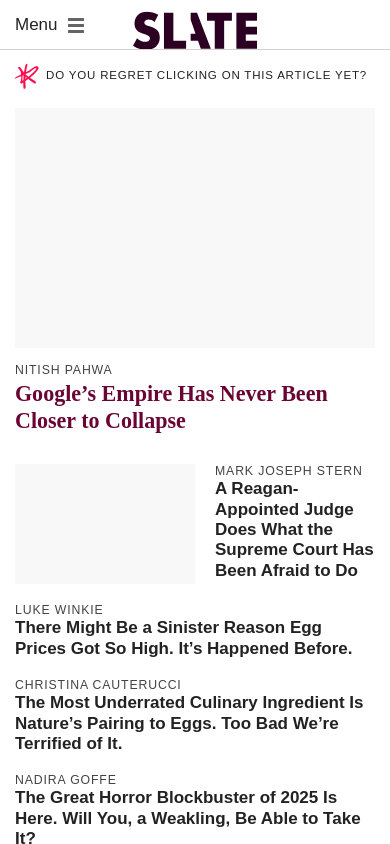 Menu
SLATE
DO YOU REGRET CLICKING ON THIS ARTICLE YET?
NITISH PAHWA
Google’s Empire Has Never Been
Closer to Collapse
MARK JOSEPH STERN
A Reagan-
Appointed Judge
Does What the
Supreme Court Has
Been Afraid to Do
LUKE WINKIE
There Might Be a Sinister Reason Egg
Prices Got So High. It’s Happened Before.
CHRISTINA CAUTERUCCI
The Most Underrated Culinary Ingredient Is
Nature’s Pairing to Eggs. Too Bad We’re
Terrified of It.
NADIRA GOFFE
The Great Horror Blockbuster of 2025 Is
Here. Will You, a Weakling, Be Able to Take
It?